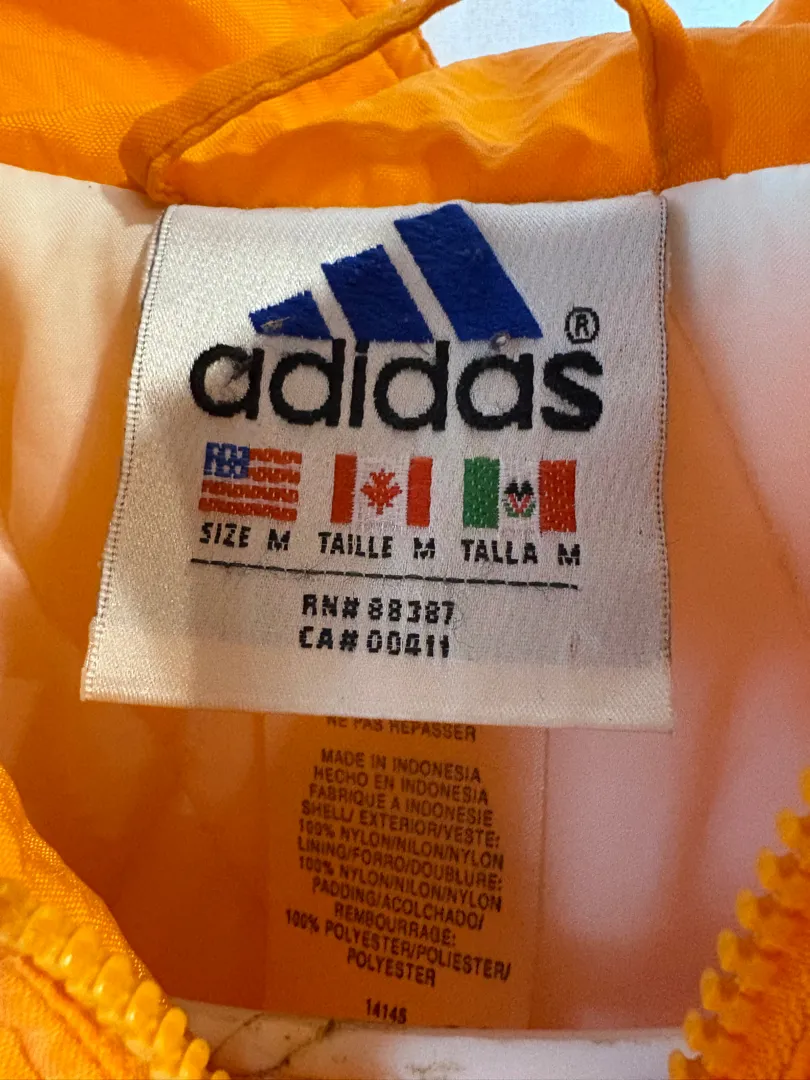 adidas®
SIZE M TAILLE M TALLA M
RN# 88387
CA# 00411
NE PAS REPASSER
MADE IN INDONESIA
HECHO EN INDONESIA
FABRIQUE A INDONESIE
SHELL/ EXTERIOR/VESTE:
100% NYLON/NILON/NYLON
LINING/FORRO/DOUBLURE:
100% NYLON/NILON/NYLON
PADDING/ACOLCHADO/
REMBOURRAGE:
100% POLYESTER/POLIESTER/
POLYESTER
14145